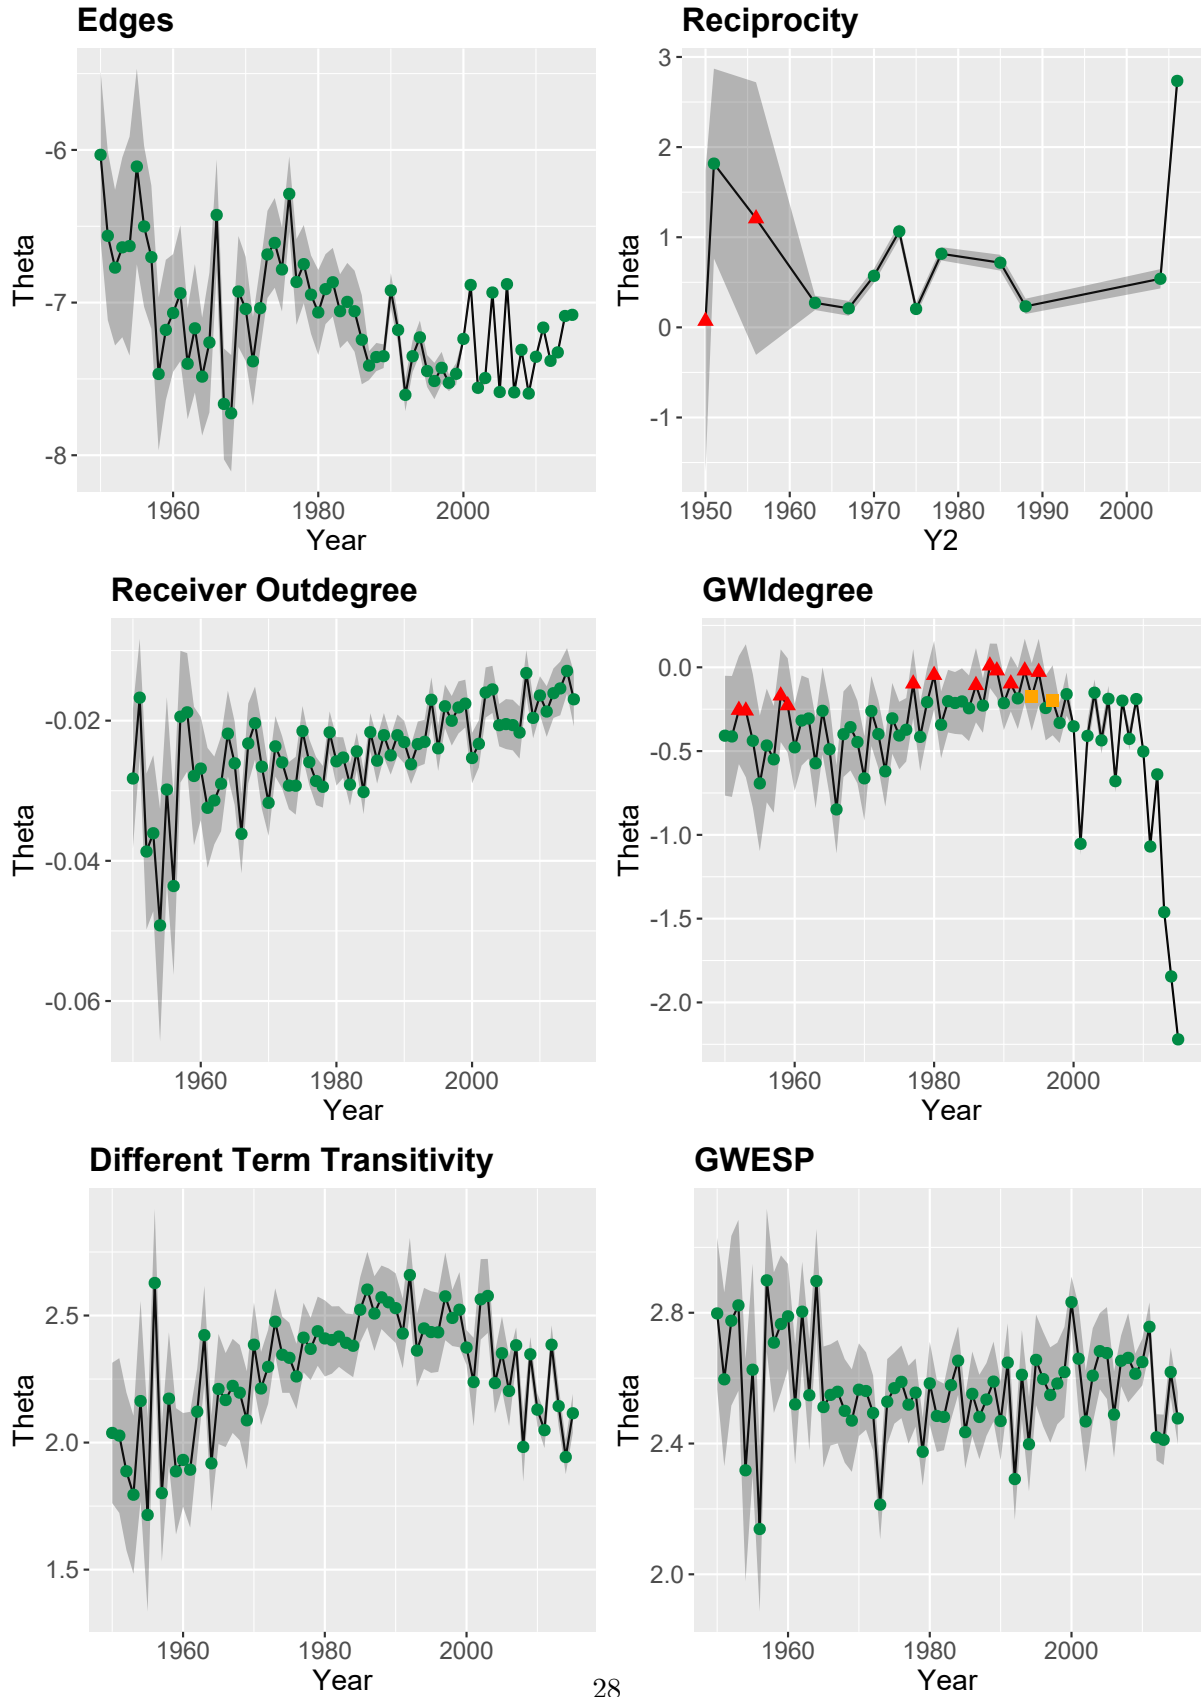 Edges
-6
-7
-8
Theta
1960 1980 2000
Year
Reciprocity
3
2
1
0
-1
Theta
1950 1960 1970 1980 1990 2000
Y2
Receiver Outdegree
-0.02
-0.04
-0.06
Theta
1960 1980 2000
Year
GWIdegree
0.0
-0.5
-1.0
-1.5
-2.0
Theta
1960 1980 2000
Year
Different Term Transitivity
2.5
2.0
1.5
Theta
1960 1980 2000
Year
GWESP
2.8
2.4
2.0
Theta
1960 1980 2000
Year
28